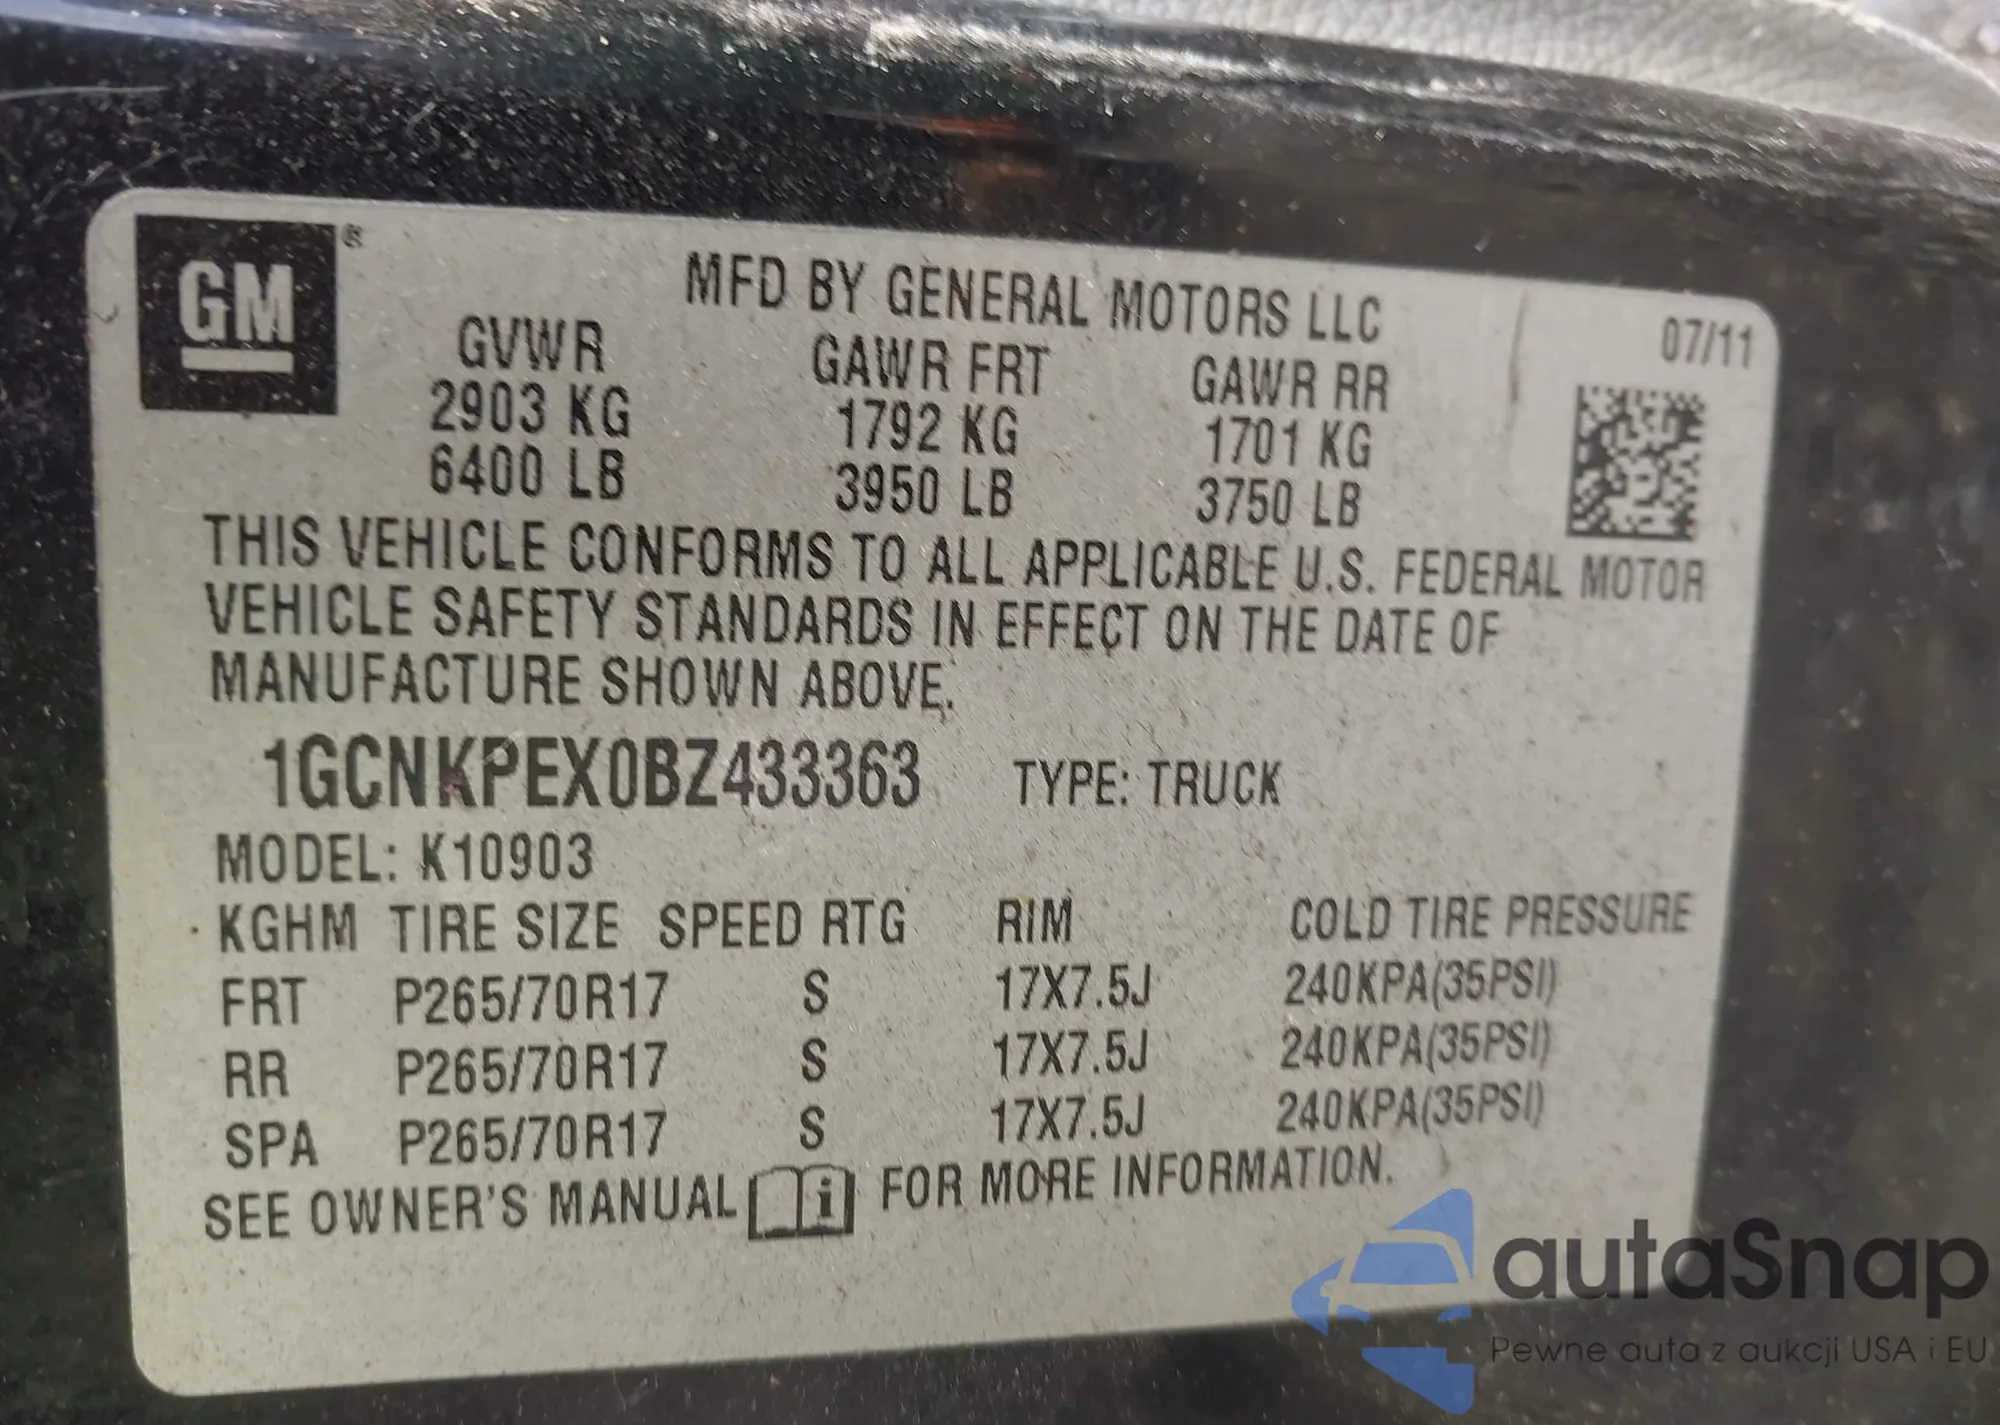 GM®
MFD BY GENERAL MOTORS LLC
07/11
GVWR GAWR FRT GAWR RR
2903 KG 1792 KG 1701 KG
6400 LB 3950 LB 3750 LB
THIS VEHICLE CONFORMS TO ALL APPLICABLE U.S. FEDERAL MOTOR
VEHICLE SAFETY STANDARDS IN EFFECT ON THE DATE OF
MANUFACTURE SHOWN ABOVE.
1GCNKPEX0BZ433363 TYPE: TRUCK
MODEL: K10903
KGHM TIRE SIZE SPEED RTG RIM COLD TIRE PRESSURE
FRT P265/70R17 S 17X7.5J 240KPA(35PSI)
RR P265/70R17 S 17X7.5J 240KPA(35PSI)
SPA P265/70R17 S 17X7.5J 240KPA(35PSI)
SEE OWNER'S MANUAL i FOR MORE INFORMATION.
autaSnap
Pewne auta z aukcji USA i EU